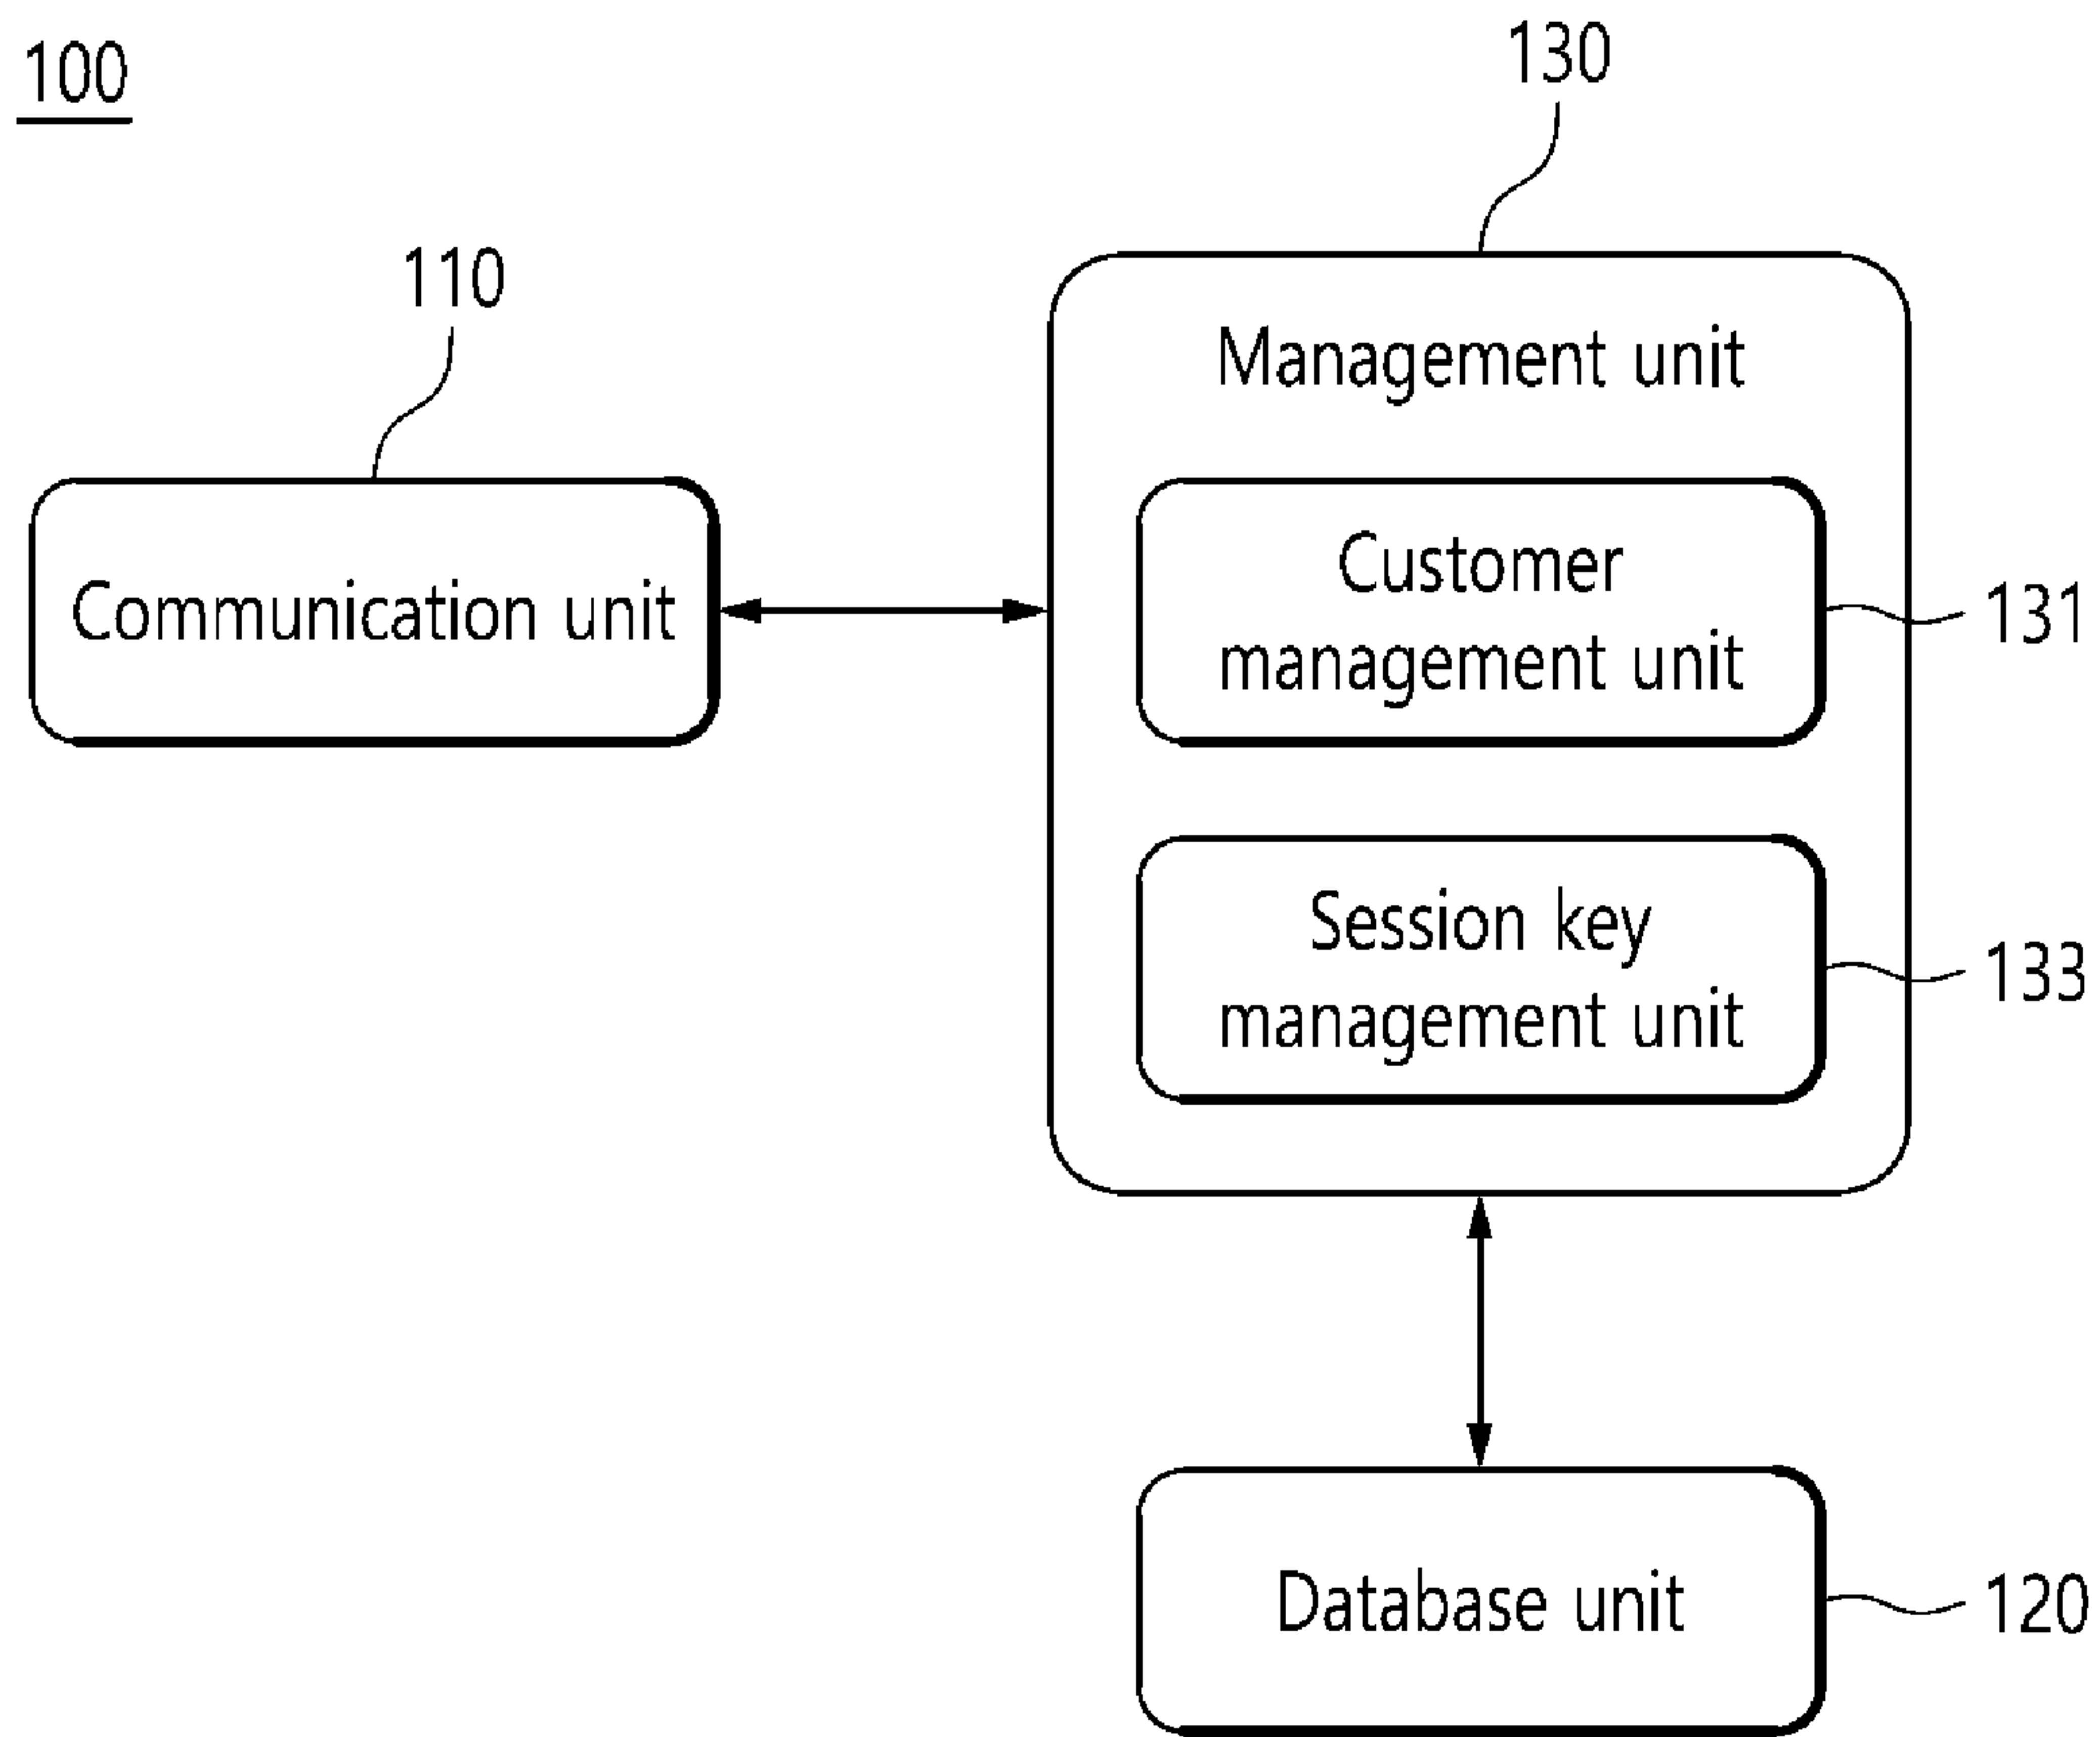 100
130
110
Management unit
Communication unit
Customer
management unit
131
Session key
management unit
133
Database unit
120